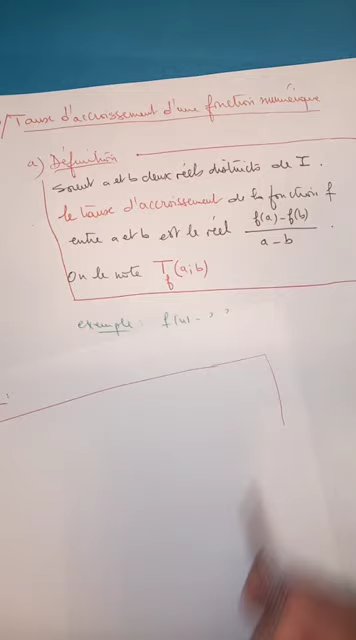 Taux d'accroissement d'une fonction numérique
a) Définition
Soient a et b deux réels distincts de I.
le taux d'accroissement de la fonction f
entre a et b est le réel f(a)-f(b)/a-b .
On le note T_f(a;b)
exemple: